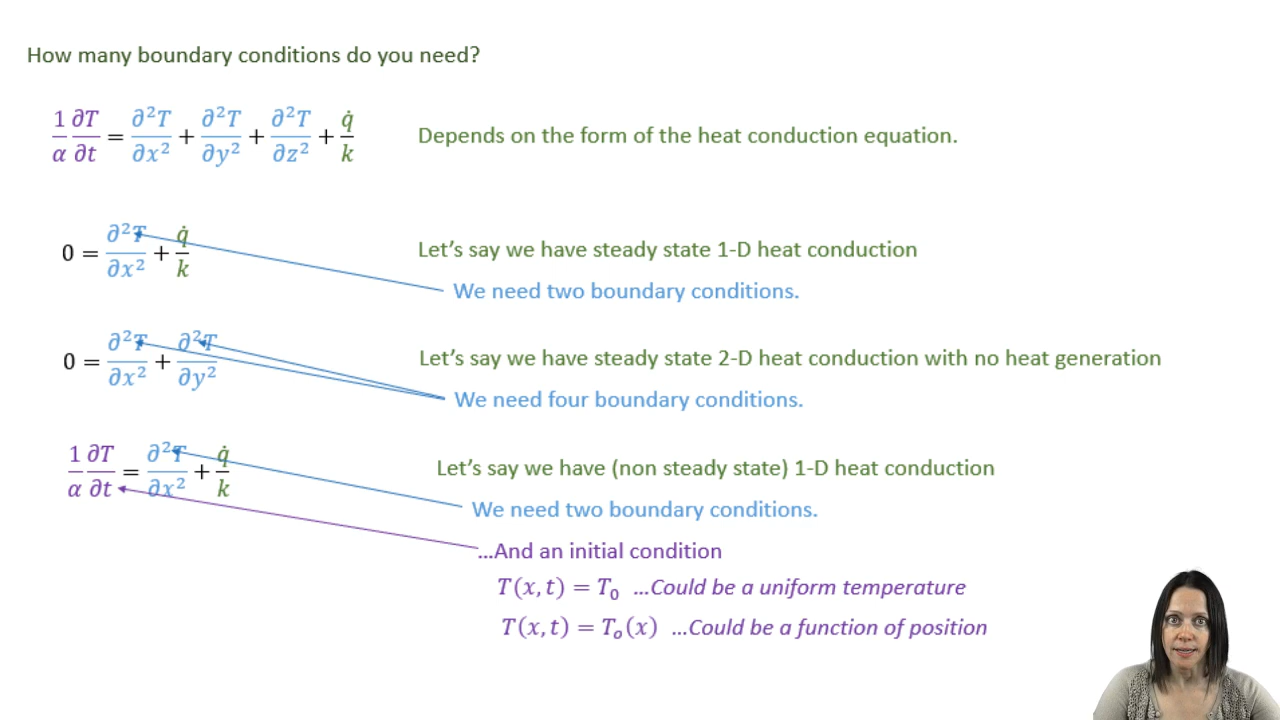 How many boundary conditions do you need?
1/α ∂T/∂t = ∂²T/∂x² + ∂²T/∂y² + ∂²T/∂z² + q̇/k Depends on the form of the heat conduction equation.
0 = ∂²T/∂x² + q̇/k Let’s say we have steady state 1-D heat conduction
We need two boundary conditions.
0 = ∂²T/∂x² + ∂²T/∂y² Let’s say we have steady state 2-D heat conduction with no heat generation
We need four boundary conditions.
1/α ∂T/∂t = ∂²T/∂x² + q̇/k Let’s say we have (non steady state) 1-D heat conduction
We need two boundary conditions.
...And an initial condition
T(x, t) = T₀ ...Could be a uniform temperature
T(x, t) = Tₒ(x) ...Could be a function of position